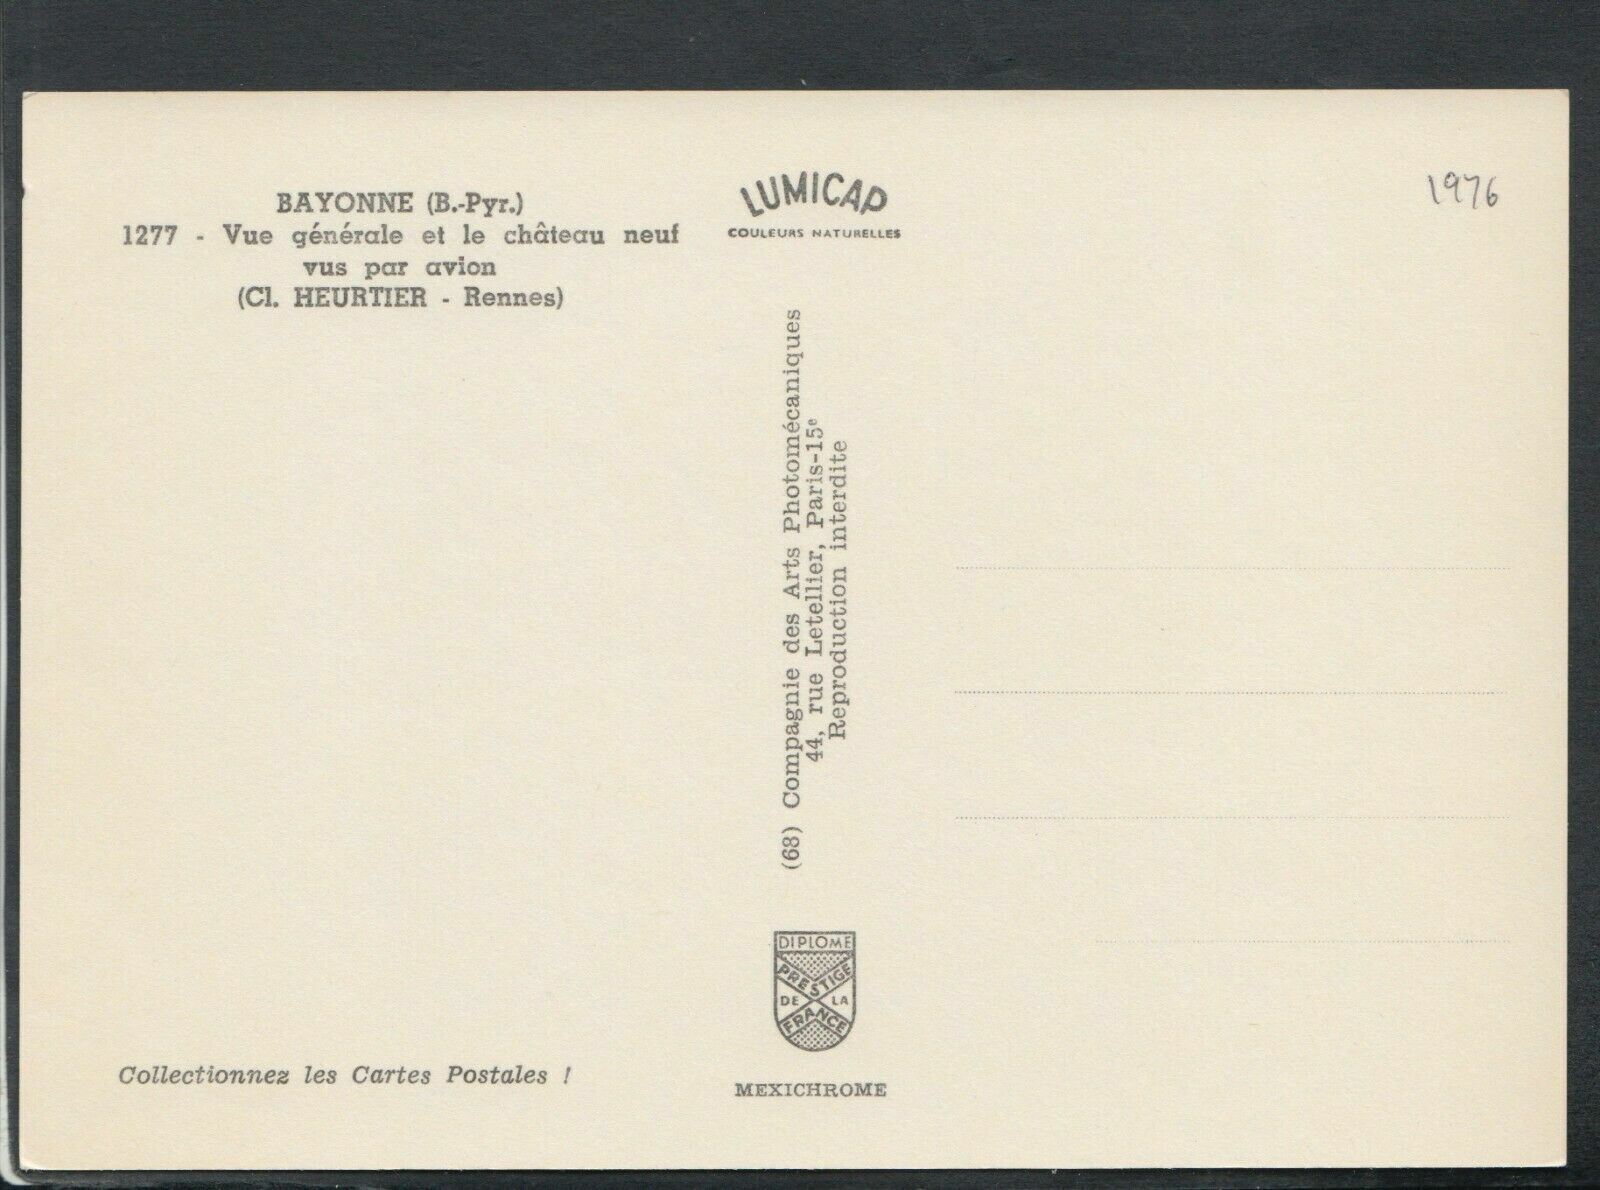 BAYONNE (B.-Pyr.)
1277 - Vue générale et le château neuf
vus par avion
(Cl. HEURTIER - Rennes)
LUMICAP
COULEURS NATURELLES
1976
(68) Compagnie des Arts Photomécaniques
44, rue Letellier, Paris-15e
Reproduction interdite
DIPLOME
PRESTIGE
DE LA
FRANCE
MEXICHROME
Collectionnez les Cartes Postales !